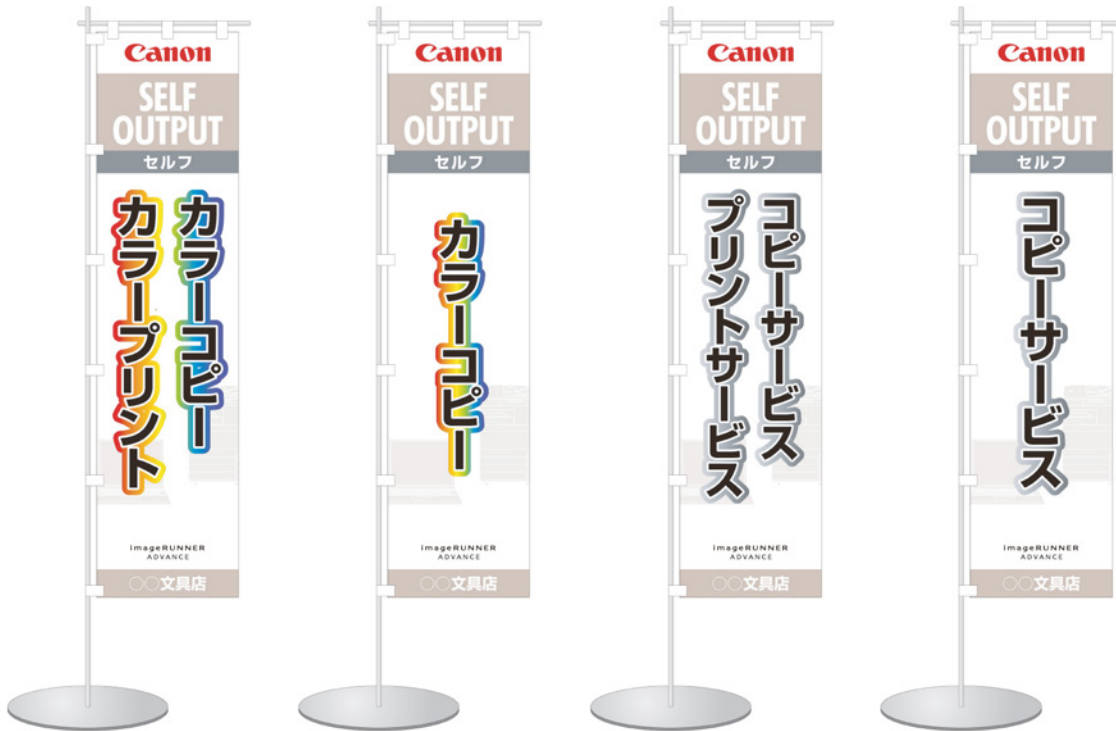 Canon
SELF
OUTPUT
セルフ
カラーコピー
カラープリント
imageRUNNER
ADVANCE
○○文具店
Canon
SELF
OUTPUT
セルフ
カラーコピー
imageRUNNER
ADVANCE
○○文具店
Canon
SELF
OUTPUT
セルフ
コピーサービス
プリントサービス
imageRUNNER
ADVANCE
○○文具店
Canon
SELF
OUTPUT
セルフ
コピーサービス
imageRUNNER
ADVANCE
○○文具店